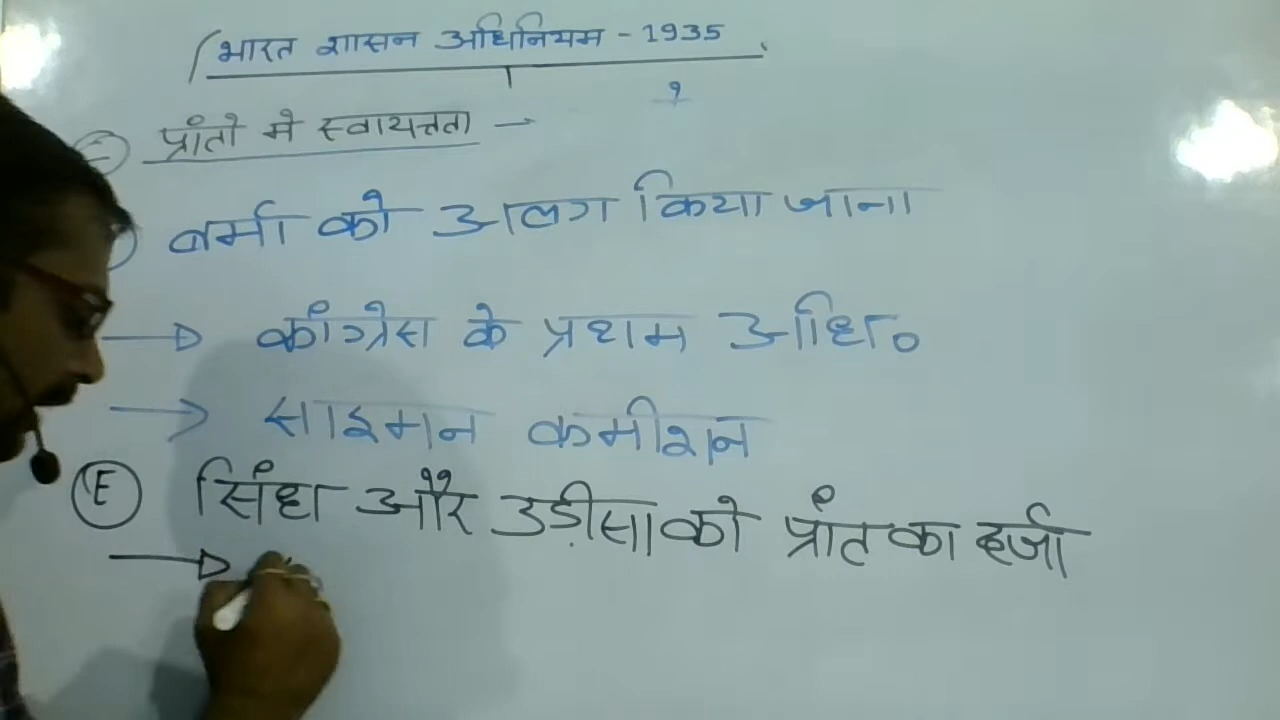 भारत शासन अधिनियम - 1935
प्रांतो मे स्वायत्तता →
बर्मा को अलग किया जाना
→ कांग्रेस के प्रथम अधि०
→ साइमन कमीशन
(E) सिंध और उड़ीसा को प्रांत का दर्जा
→